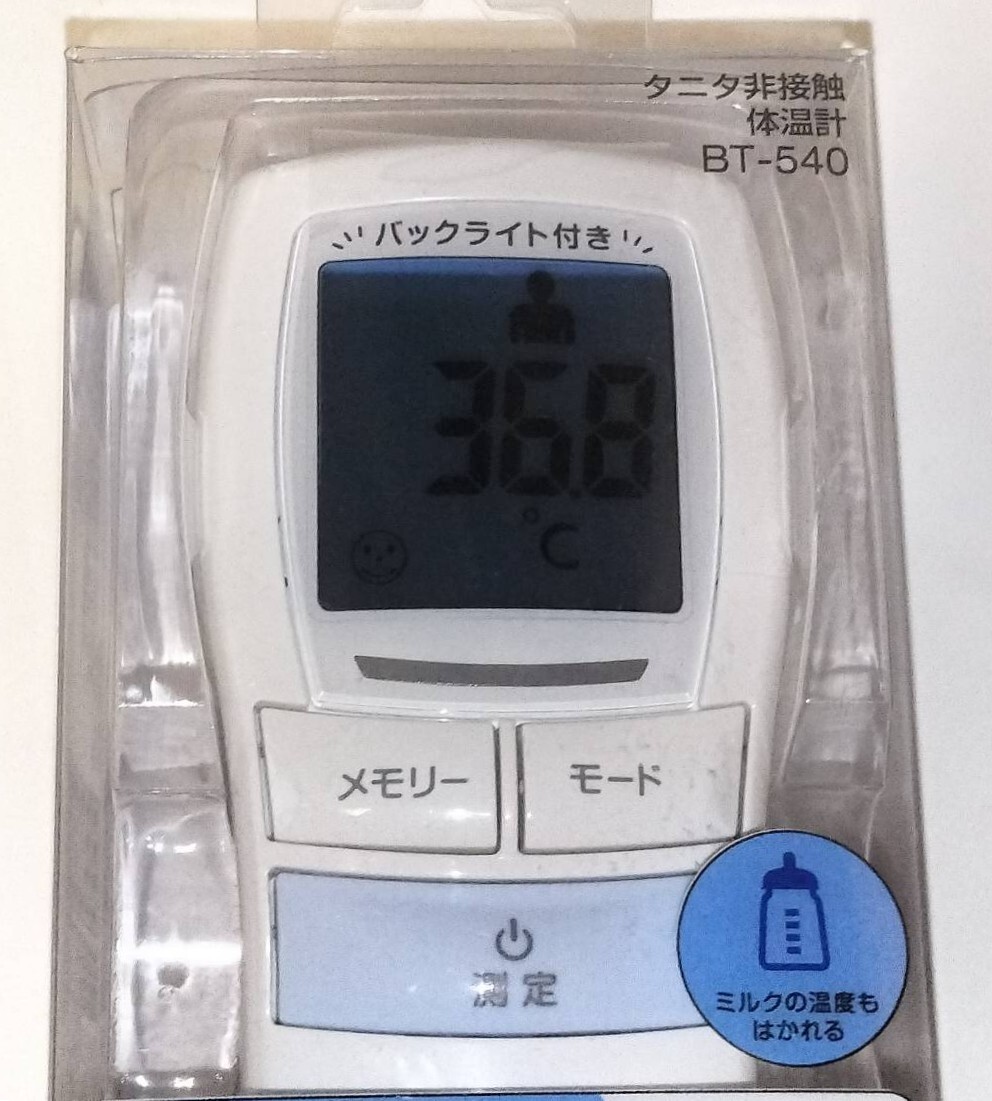 タニタ非接触
体温計
BT-540
バックライト付き
36.8
℃
メモリー
モード
測定
ミルクの温度も
はかれる